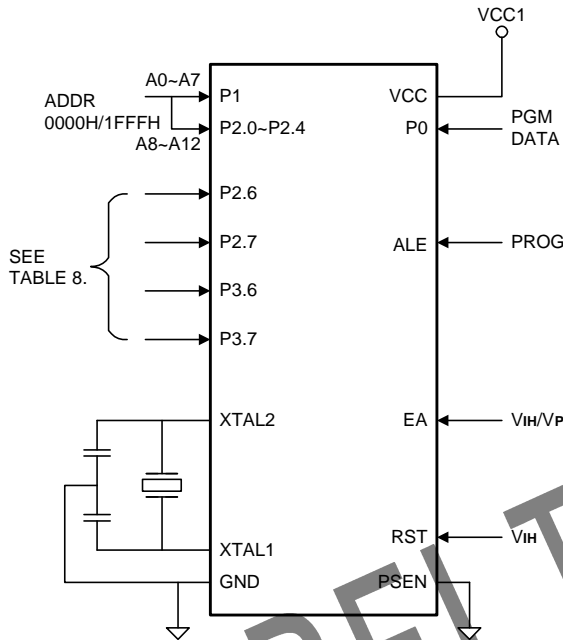 VCC1
A0~A7
P1
VCC
ADDR
0000H/1FFFH
P2.0~P2.4
P0
PGM
DATA
A8~A12
P2.6
P2.7
ALE
PROG
SEE
TABLE 8.
P3.6
P3.7
XTAL2
EA
VIH/VP
XTAL1
RST
VIH
GND
PSEN